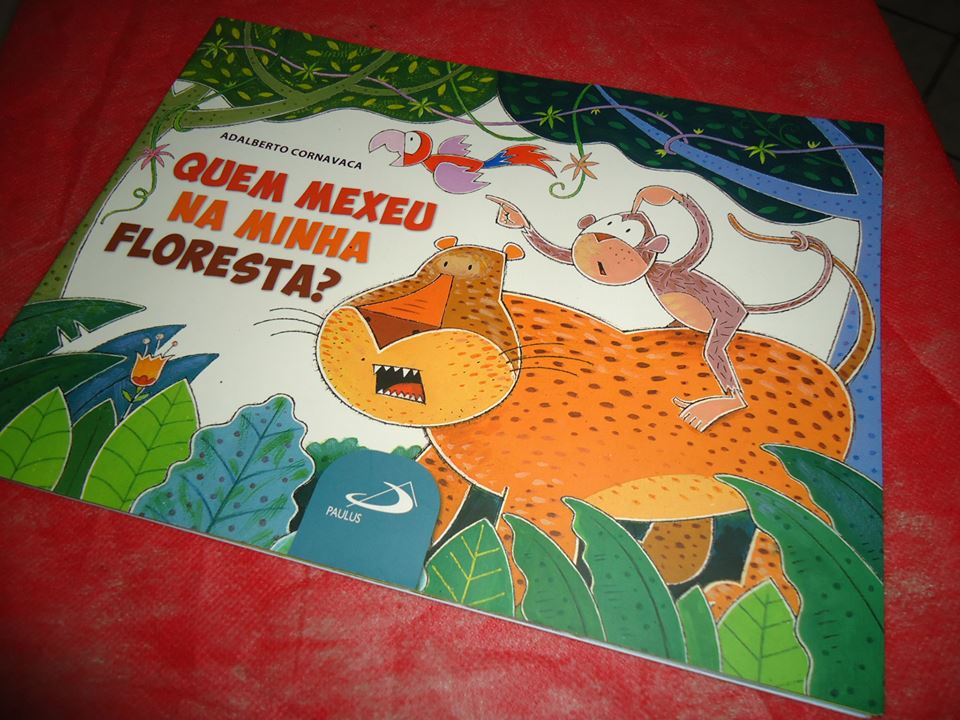 ADALBERTO CORNAVACA
QUEM MEXEU
NA MINHA
FLORESTA?
PAULUS